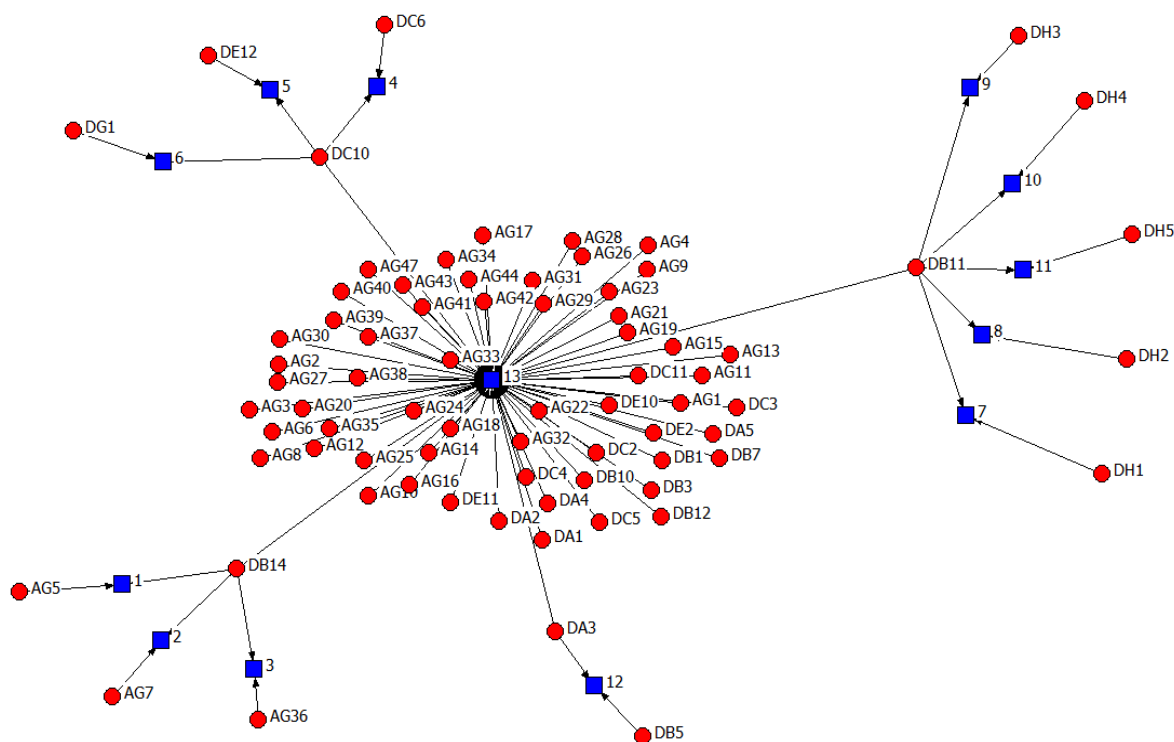 DC6
DH3
DE12
5
4
9
DH4
DG1
6
DC10
10
AG17
AG28
AG4
DH5
AG34
AG26
AG47
AG44
AG31
AG9
DB11
11
AG40
AG43
AG42
AG29
AG23
AG41
AG21
AG39
AG19
8
AG30
AG37
AG15
AG13
DH2
AG2
AG33
AG27
AG38
13
DC11
AG11
AG3
AG20
AG24
AG22
DE10
AG1
DC3
7
AG6
AG35
AG18
DE2
DA5
AG8
AG12
AG14
AG32
DC2
DB1
DB7
AG25
DH1
AG16
DC4
DB10
DB3
AG10
DE11
DA4
DA2
DC5
DB12
DA1
DB14
AG5
1
DA3
2
3
12
AG7
AG36
DB5